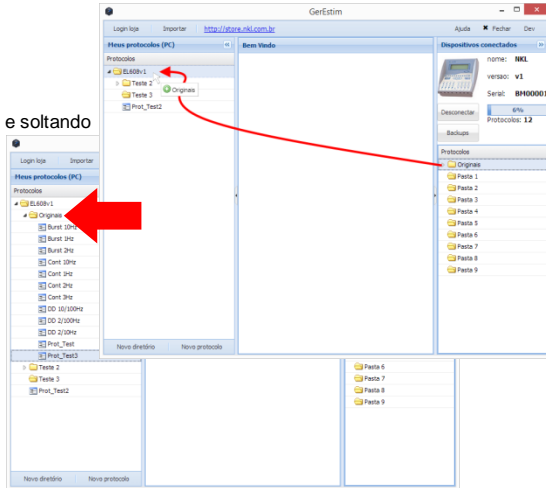 GerEstim
Login loja Importar http://store.nkl.com.br Ajuda Fechar Dev
Meus protocolos (PC) Bem Vindo Dispositivos conectados
Protocolos
EL608v1
Teste 2
Originais
Teste 3
Prot_Test2
nome: NKL
versao: v1
Serial: BM00001
Desconectar 6%
Protocolos: 12
Backups
Protocolos
Originais
Pasta 1
Pasta 2
Pasta 3
Pasta 4
Pasta 5
Pasta 6
Pasta 7
Pasta 8
Pasta 9
Novo diretório Novo protocolo
e soltando
Login loja Importar
Meus protocolos (PC)
Protocolos
EL608v1
Originais
Burst 10Hz
Burst 1Hz
Burst 2Hz
Cont 10Hz
Cont 1Hz
Cont 2Hz
Cont 3Hz
DD 10/100Hz
DD 2/100Hz
DD 2/10Hz
Prot_Test
Prot_Test3
Teste 2
Teste 3
Prot_Test2
Pasta 6
Pasta 7
Pasta 8
Pasta 9
Novo diretório Novo protocolo